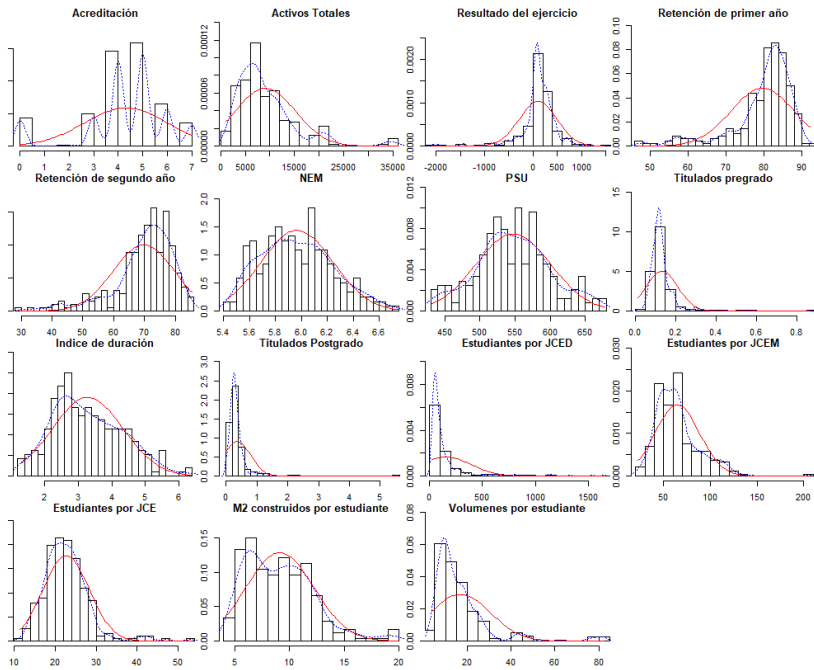 Acreditación
Activos Totales
Resultado del ejercicio
Retención de primer año
0.00000 0.00006 0.00012
0.0000 0.0010 0.0020
0.00 0.02 0.04 0.06 0.08 0.10
0 1 2 3 4 5 6 7
0 5000 15000 25000 35000
-2000 -1000 0 500 1000
50 60 70 80 90
Retención de segundo año
NEM
PSU
Titulados pregrado
0.0 0.5 1.0 1.5 2.0
0.000 0.004 0.008 0.012
0 5 10 15
30 40 50 60 70 80
5.4 5.6 5.8 6.0 6.2 6.4 6.6
450 500 550 600 650
0.0 0.2 0.4 0.6 0.8
Indice de duración
Titulados Postgrado
Estudiantes por JCED
Estudiantes por JCEM
0.0 0.5 1.0 1.5 2.0 2.5 3.0
0.000 0.004 0.008
0.000 0.010 0.020 0.030
2 3 4 5 6
0 1 2 3 4 5
0 500 1000 1500
50 100 150 200
Estudiantes por JCE
M2 construidos por estudiante
Volumenes por estudiante
0.00 0.05 0.10 0.15
0.00 0.02 0.04 0.06 0.08
10 20 30 40 50
5 10 15 20
20 40 60 80